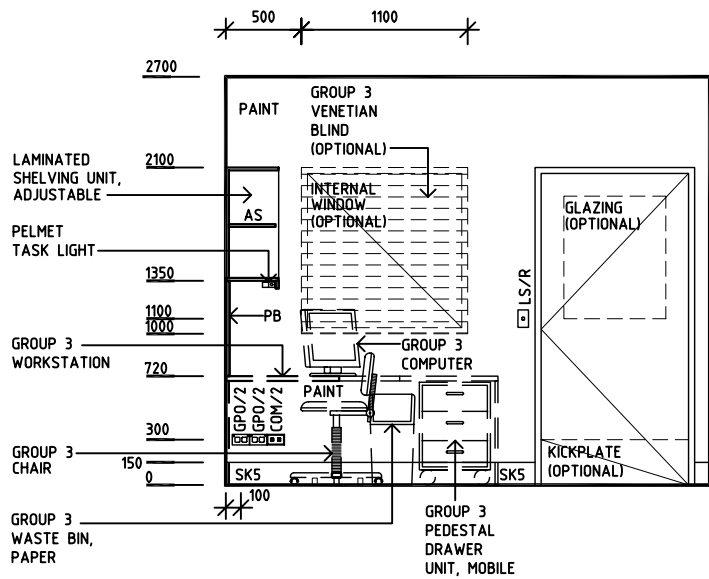 500
1100
2700
PAINT
GROUP 3
VENETIAN
BLIND
(OPTIONAL)
LAMINATED
SHELVING UNIT,
ADJUSTABLE
2100
AS
INTERNAL
WINDOW
(OPTIONAL)
GLAZING
(OPTIONAL)
PELMET
TASK LIGHT
1350
LS/R
1100
PB
1000
GROUP 3
WORKSTATION
GROUP 3
COMPUTER
720
PAINT
GPO/2
GPO/2
COM/2
300
GROUP 3
CHAIR
150
KICKPLATE
(OPTIONAL)
0
SK5
SK5
100
GROUP 3
WASTE BIN,
PAPER
GROUP 3
PEDESTAL
DRAWER
UNIT, MOBILE